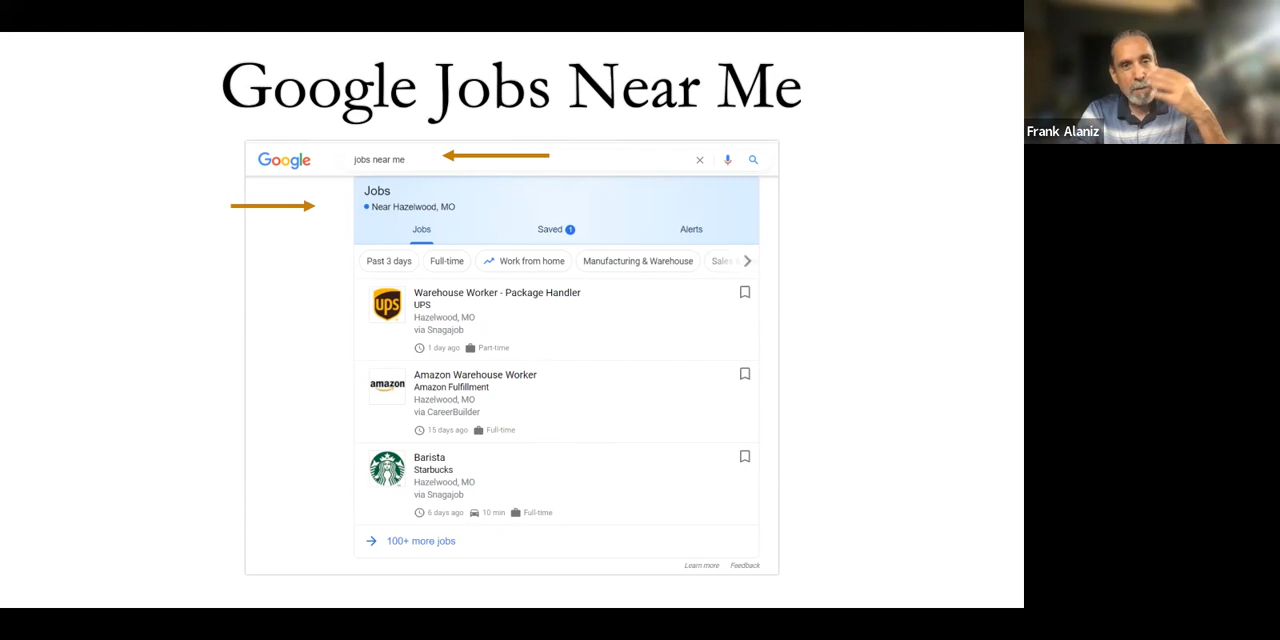 Google Jobs Near Me
Frank Alaniz
Google
jobs near me
Jobs
Near Hazelwood, MO
Jobs
Saved 1
Alerts
Past 3 days
Full-time
Work from home
Manufacturing & Warehouse
Sales
ups
Warehouse Worker - Package Handler
UPS
Hazelwood, MO
via Snagajob
1 day ago
Part-time
amazon
Amazon Warehouse Worker
Amazon Fulfillment
Hazelwood, MO
via CareerBuilder
15 days ago
Full-time
Barista
Starbucks
Hazelwood, MO
via Snagajob
6 days ago
10 min
Full-time
100+ more jobs
Learn more
Feedback